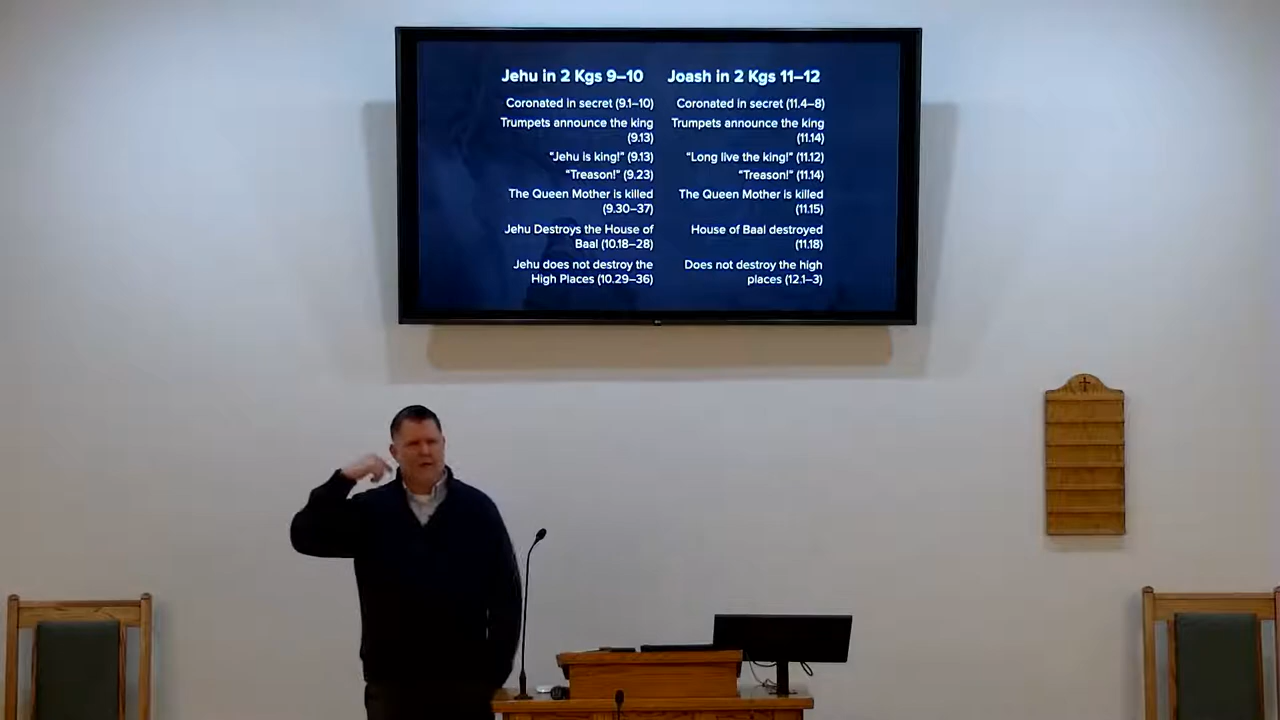 Jehu in 2 Kgs 9–10
Coronated in secret (9.1–10)
Trumpets announce the king
(9.13)
“Jehu is king!” (9.13)
“Treason!” (9.23)
The Queen Mother is killed
(9.30–37)
Jehu Destroys the House of
Baal (10.18–28)
Jehu does not destroy the
High Places (10.29–36)
Joash in 2 Kgs 11–12
Coronated in secret (11.4–8)
Trumpets announce the king
(11.14)
“Long live the king!” (11.12)
“Treason!” (11.14)
The Queen Mother is killed
(11.15)
House of Baal destroyed
(11.18)
Does not destroy the high
places (12.1–3)